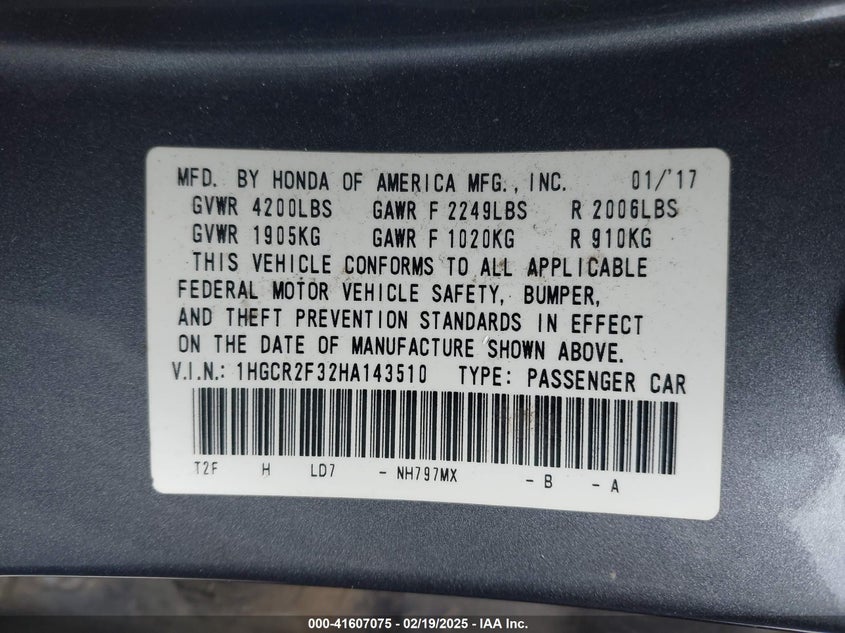 MFD. BY HONDA OF AMERICA MFG., INC. 01/'17
GVWR 4200LBS GAWR F 2249LBS R 2006LBS
GVWR 1905KG GAWR F 1020KG R 910KG
THIS VEHICLE CONFORMS TO ALL APPLICABLE
FEDERAL MOTOR VEHICLE SAFETY, BUMPER,
AND THEFT PREVENTION STANDARDS IN EFFECT
ON THE DATE OF MANUFACTURE SHOWN ABOVE.
V.I.N.: 1HGCR2F32HA143510 TYPE: PASSENGER CAR
T2F H LD7 - NH797MX - B - A
000-41607075 - 02/19/2025 - IAA Inc.